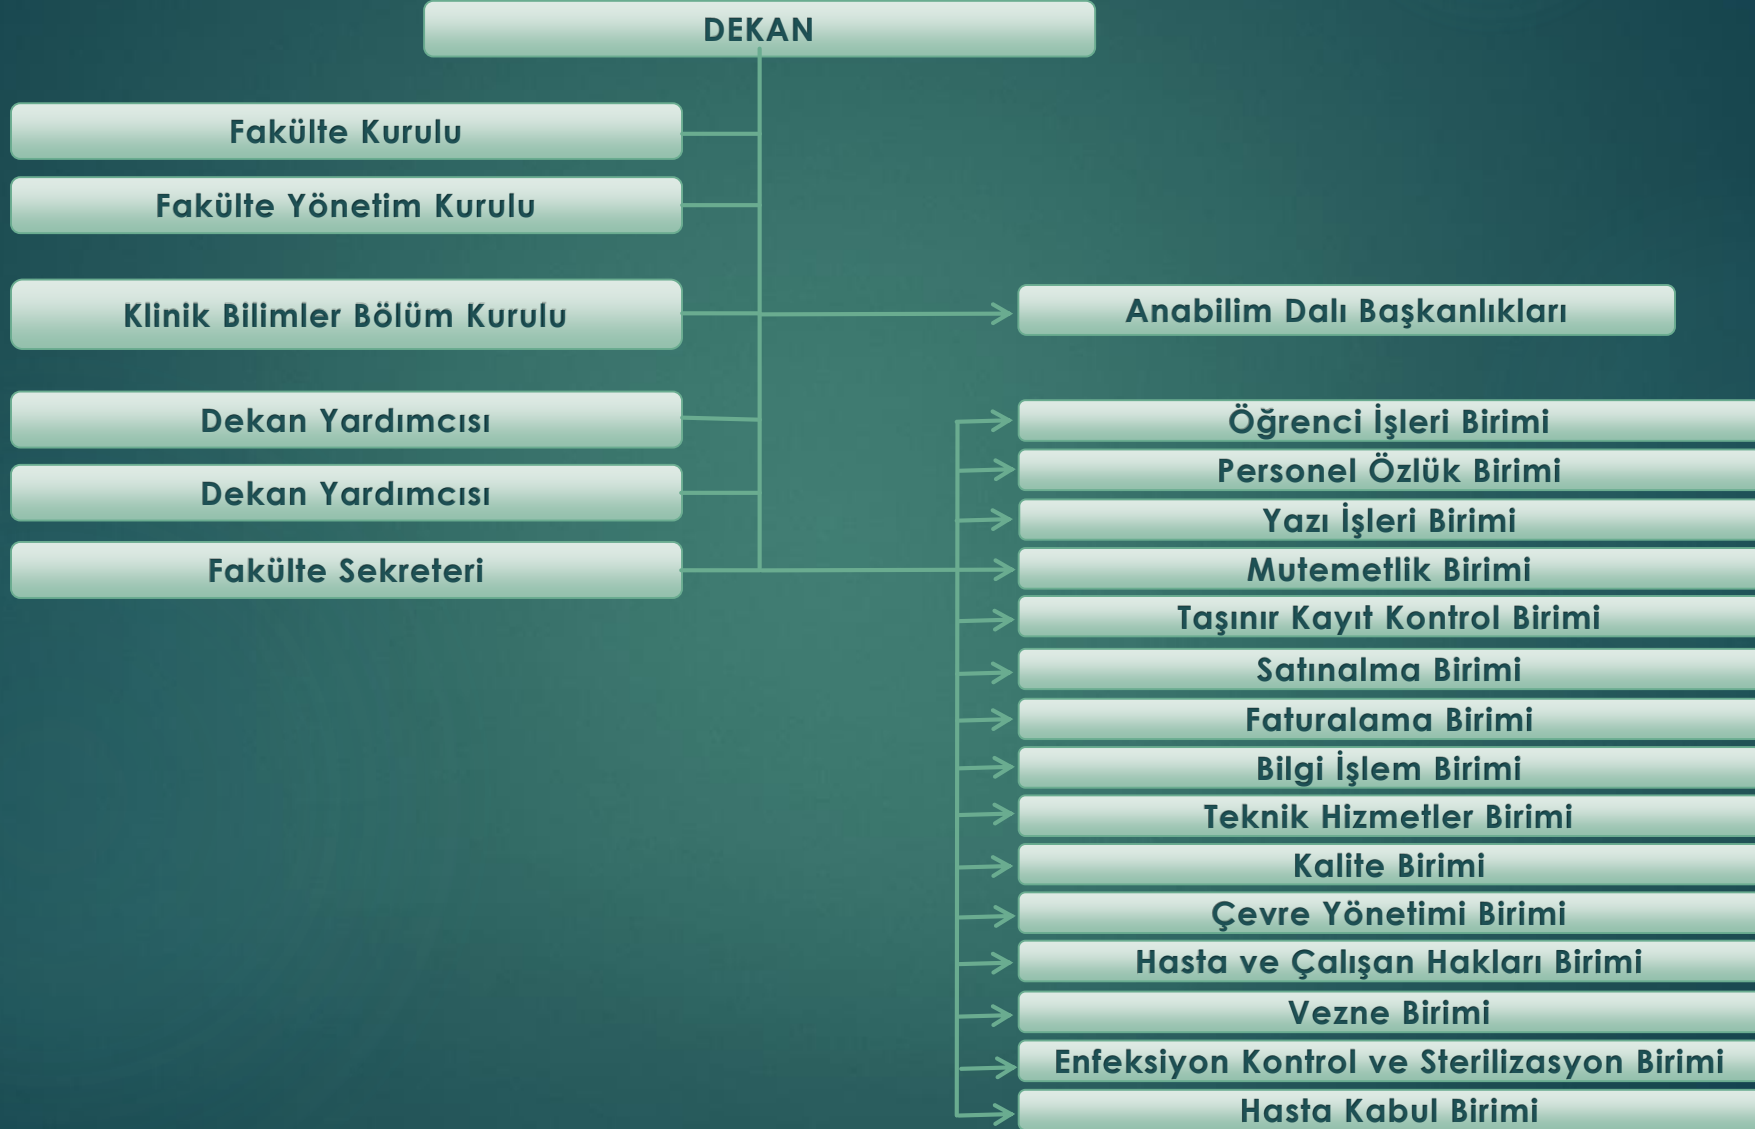 DEKAN
Fakülte Kurulu
Fakülte Yönetim Kurulu
Klinik Bilimler Bölüm Kurulu
Anabilim Dalı Başkanlıkları
Dekan Yardımcısı
Dekan Yardımcısı
Fakülte Sekreteri
Öğrenci İşleri Birimi
Personel Özlük Birimi
Yazı İşleri Birimi
Mutemetlik Birimi
Taşınır Kayıt Kontrol Birimi
Satınalma Birimi
Faturalama Birimi
Bilgi İşlem Birimi
Teknik Hizmetler Birimi
Kalite Birimi
Çevre Yönetimi Birimi
Hasta ve Çalışan Hakları Birimi
Vezne Birimi
Enfeksiyon Kontrol ve Sterilizasyon Birimi
Hasta Kabul Birimi